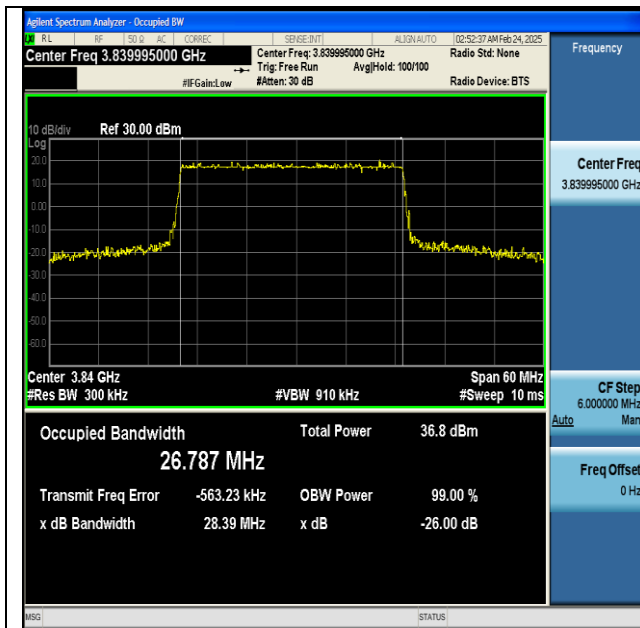 Agilent Spectrum Analyzer - Occupied BW
RL RF 50 Ω AC CORREC SENSE:INT ALIGN AUTO 02:52:37 AM Feb 24, 2025
Center Freq 3.839995000 GHz Center Freq: 3.839995000 GHz Radio Std: None
Trig: Free Run Avg|Hold: 100/100
#IFGain:Low #Atten: 30 dB Radio Device: BTS
10 dB/div Ref 30.00 dBm
Log
20.0
10.0
0.00
-10.0
-20.0
-30.0
-40.0
-50.0
-60.0
Center 3.84 GHz Span 60 MHz
#Res BW 300 kHz #VBW 910 kHz #Sweep 10 ms
Occupied Bandwidth Total Power 36.8 dBm
26.787 MHz
Transmit Freq Error -563.23 kHz OBW Power 99.00 %
x dB Bandwidth 28.39 MHz x dB -26.00 dB
MSG STATUS
Frequency
Center Freq
3.839995000 GHz
CF Step
6.000000 MHz
Auto Man
Freq Offset
0 Hz